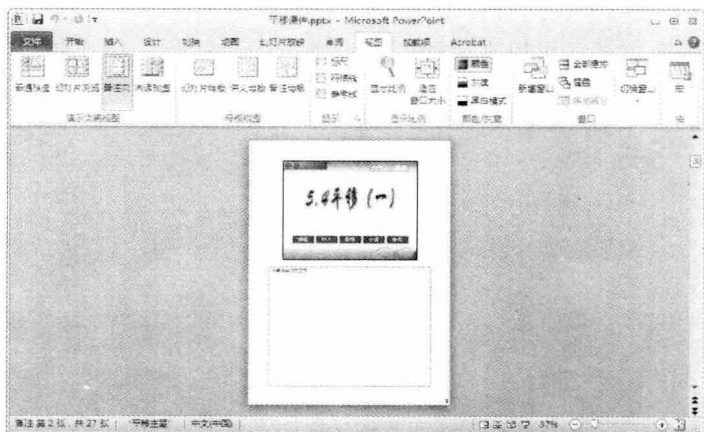 平移课件.pptx - Microsoft PowerPoint
文件 开始 插入 设计 切换 动画 幻灯片放映 审阅 视图 加载项 Acrobat
普通视图 幻灯片浏览 备注页 阅读视图 幻灯片母版 讲义母版 备注母版
标尺
网格线
参考线
显示比例 适应窗口大小
颜色
灰度
黑白模式
新建窗口
全部重排
层叠
切换窗口
宏
演示文稿视图 母版视图 显示 显示比例 颜色/灰度 窗口 宏
5.4平移(一)
备注 第 2 张, 共 27 张 "平移主题" 中文(中国) 37%